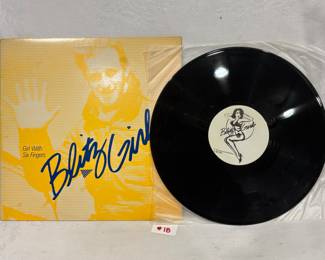 Girl With
Six Fingers
Blitz Girl
Blitz Girl
#18